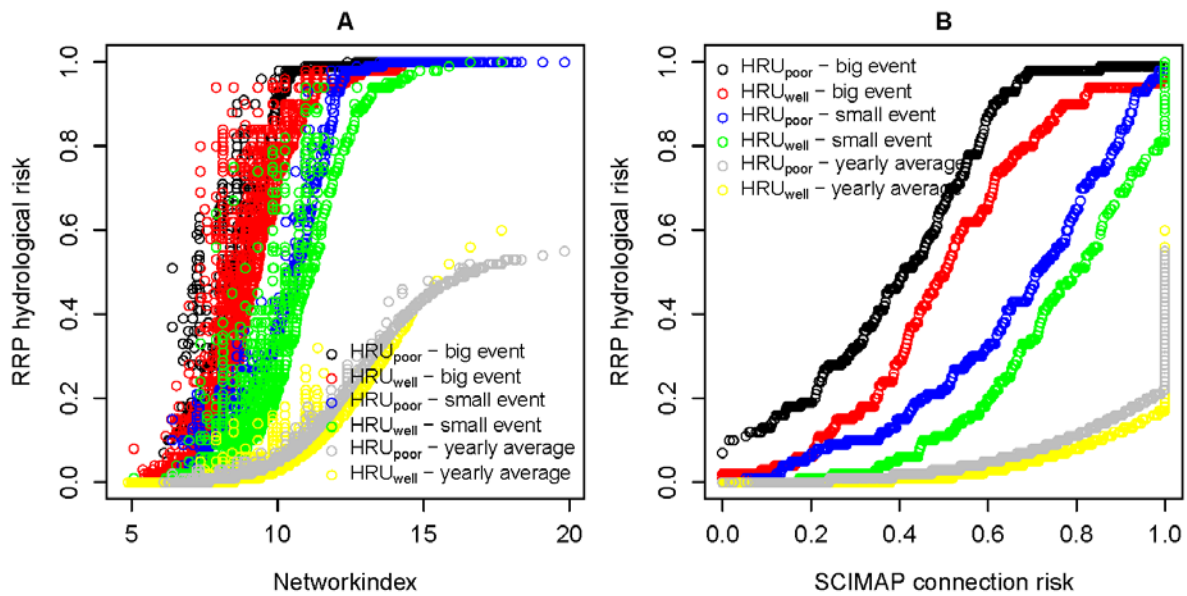 A
RRP hydrological risk
1.0
0.8
0.6
0.4
0.2
0.0
HRUpoor – big event
HRUwell – big event
HRUpoor – small event
HRUwell – small event
HRUpoor – yearly average
HRUwell – yearly average
5 10 15 20
Networkindex
B
RRP hydrological risk
1.0
0.8
0.6
0.4
0.2
0.0
HRUpoor – big event
HRUwell – big event
HRUpoor – small event
HRUwell – small event
HRUpoor – yearly average
HRUwell – yearly average
0.0 0.2 0.4 0.6 0.8 1.0
SCIMAP connection risk